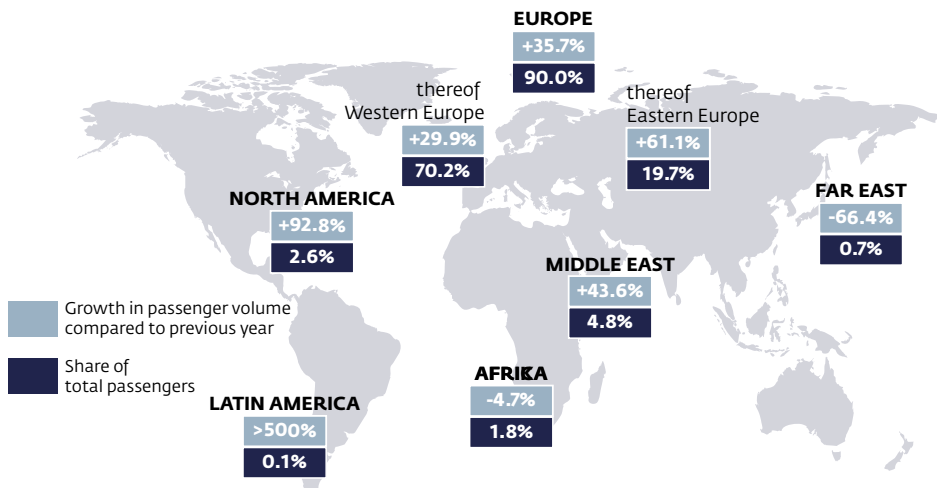 EUROPE
+35.7%
90.0%
thereof
Western Europe
+29.9%
70.2%
thereof
Eastern Europe
+61.1%
19.7%
NORTH AMERICA
+92.8%
2.6%
FAR EAST
-66.4%
0.7%
MIDDLE EAST
+43.6%
4.8%
Growth in passenger volume
compared to previous year
Share of
total passengers
AFRIKA
-4.7%
1.8%
LATIN AMERICA
>500%
0.1%